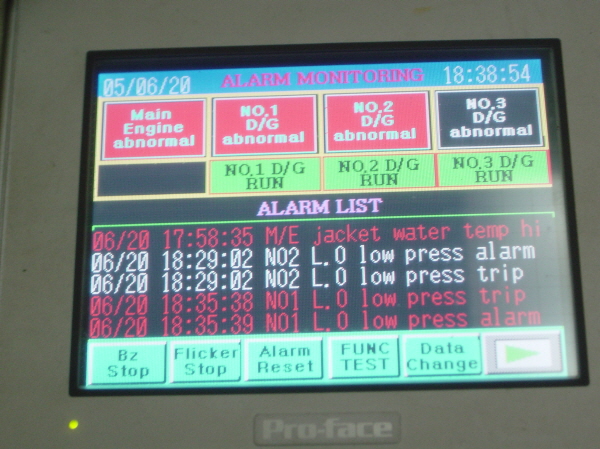 05/06/20 ALARM MONITORING 18:38:54
Main
Engine
abnormal
NO.1
D/G
abnormal
NO.2
D/G
abnormal
NO.3
D/G
abnormal
NO.1 D/G
RUN
NO.2 D/G
RUN
NO.3 D/G
RUN
ALARM LIST
06/20 17:58:35 M/E jacket water temp hi
06/20 18:29:02 NO2 L.O low press alarm
06/20 18:29:02 NO2 L.O low press trip
06/20 18:35:38 NO1 L.O low press trip
06/20 18:35:39 NO1 L.O low press alarm
Bz
Stop
Flicker
Stop
Alarm
Reset
FUNC
TEST
Data
Change
Pro-face